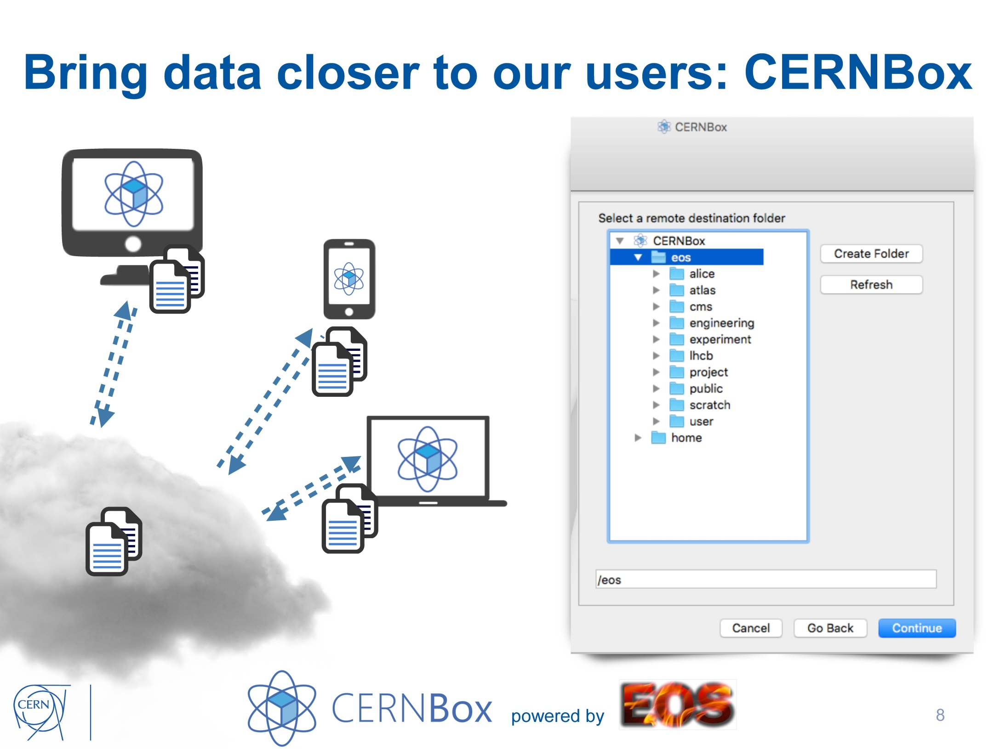 Bring data closer to our users: CERNBox
CERNBox
Select a remote destination folder
CERNBox
eos
alice
atlas
cms
engineering
experiment
lhcb
project
public
scratch
user
home
Create Folder
Refresh
/eos
Cancel
Go Back
Continue
CERN
CERNBox powered by EOS
8